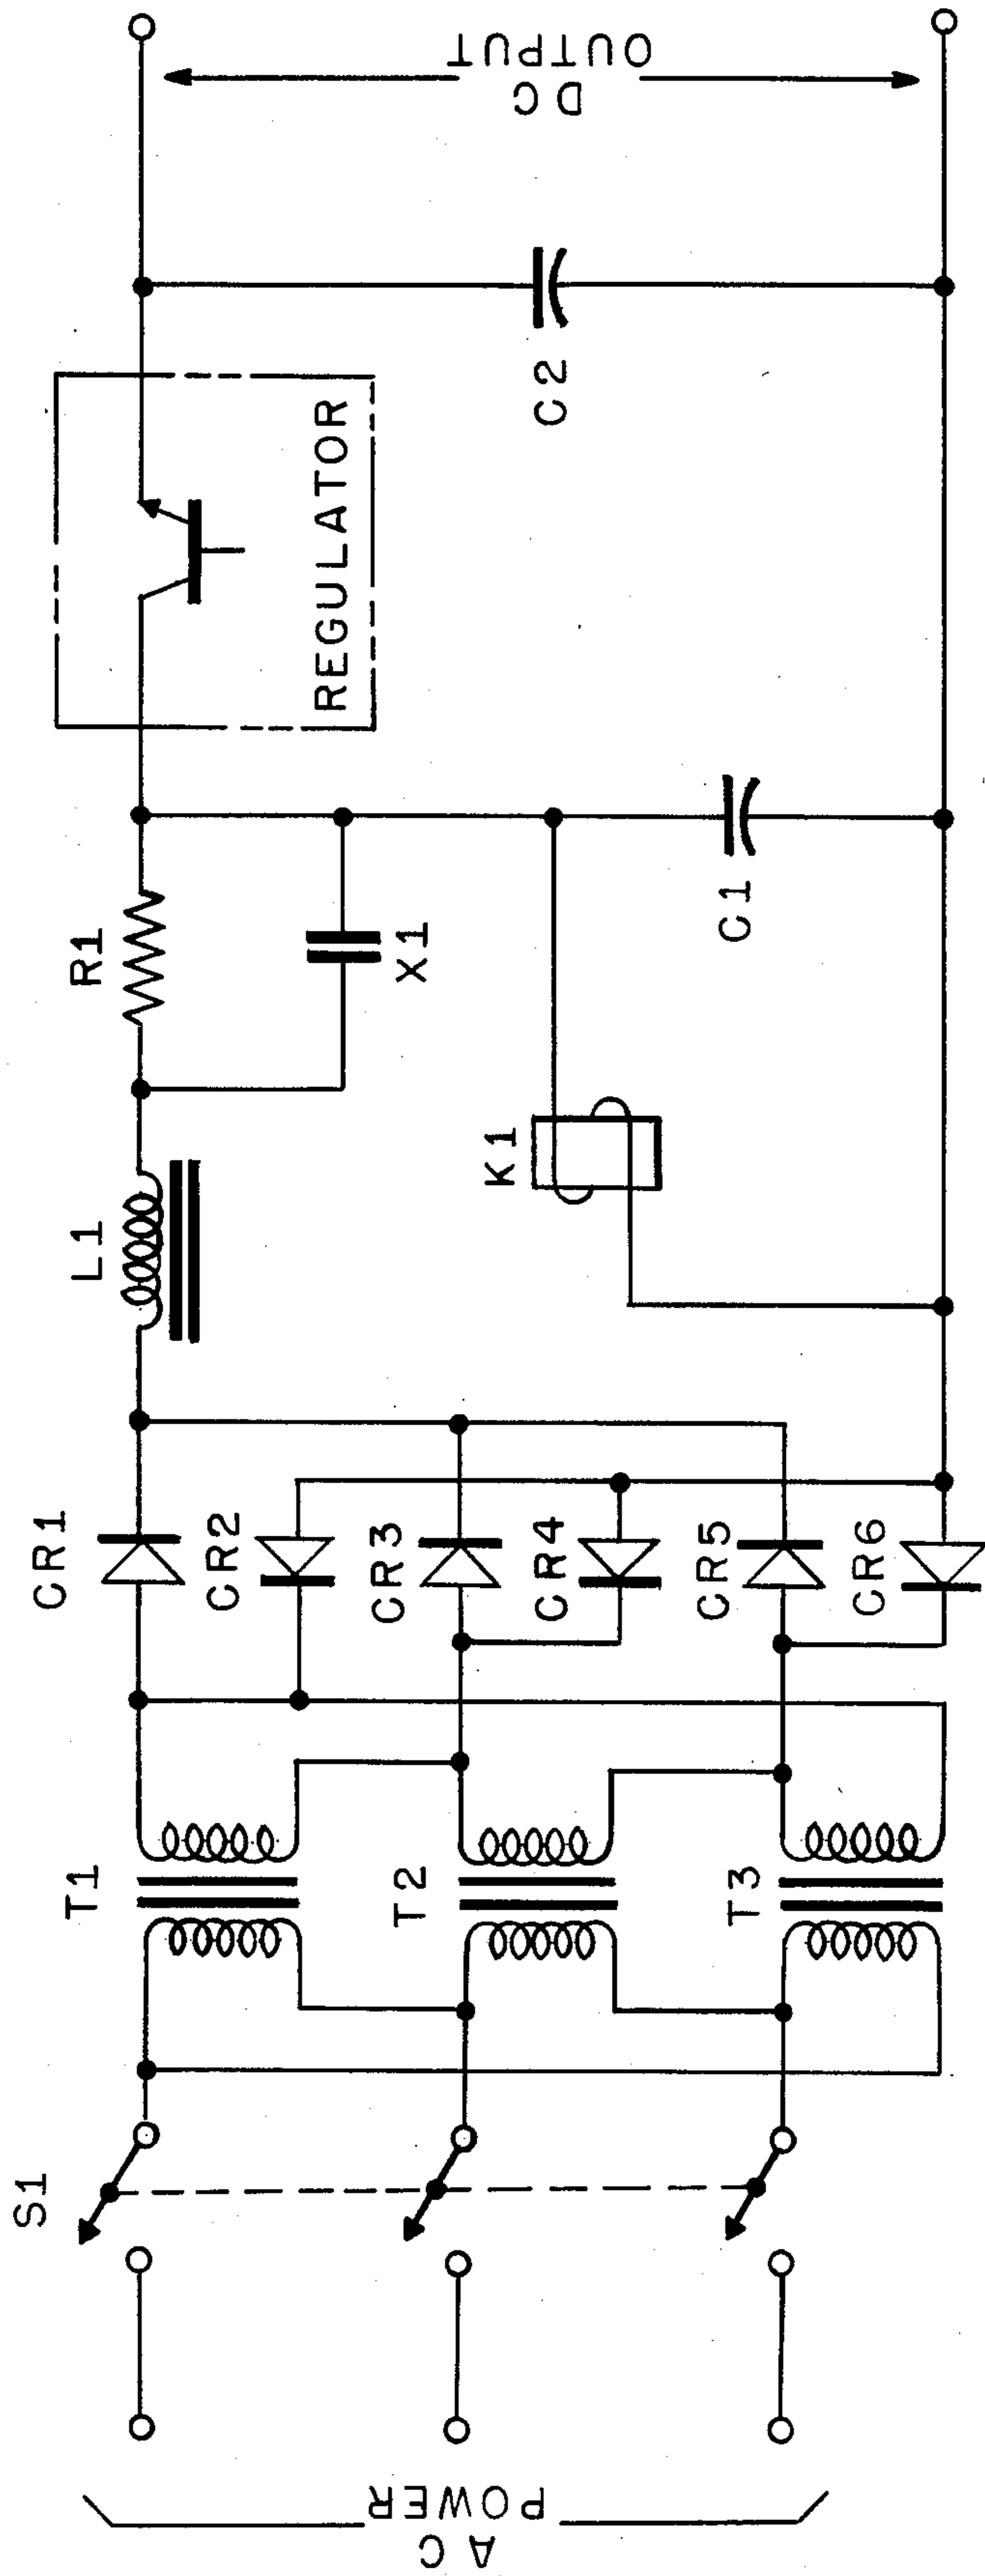 S1
T1
T2
T3
CR1
CR2
CR3
CR4
CR5
CR6
L1
R1
X1
K1
C1
C2
REGULATOR
AC
POWER
DC
OUTPUT